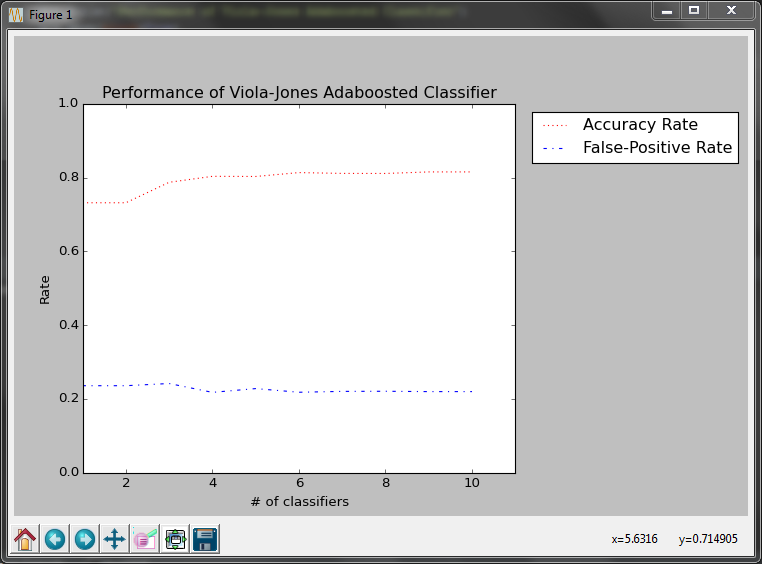 Figure 1
Performance of Viola-Jones Adaboosted Classifier
Accuracy Rate
False-Positive Rate
1.0
0.8
0.6
0.4
0.2
0.0
Rate
2 4 6 8 10
# of classifiers
x=5.6316 y=0.714905